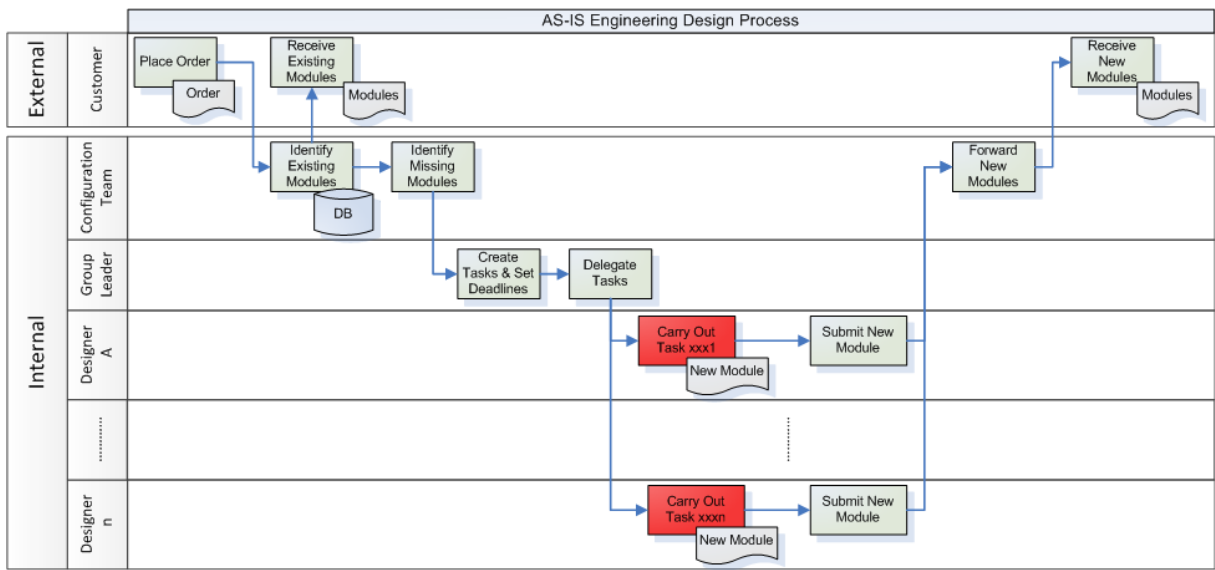 AS-IS Engineering Design Process
External
Customer
Place Order
Order
Receive
Existing
Modules
Modules
Receive
New
Modules
Modules
Internal
Configuration
Team
Identify
Existing
Modules
DB
Identify
Missing
Modules
Forward
New
Modules
Group
Leader
Create
Tasks & Set
Deadlines
Delegate
Tasks
Designer
A
Carry Out
Task xxx1
New Module
Submit New
Module
............
Designer
n
Carry Out
Task xxxn
New Module
Submit New
Module